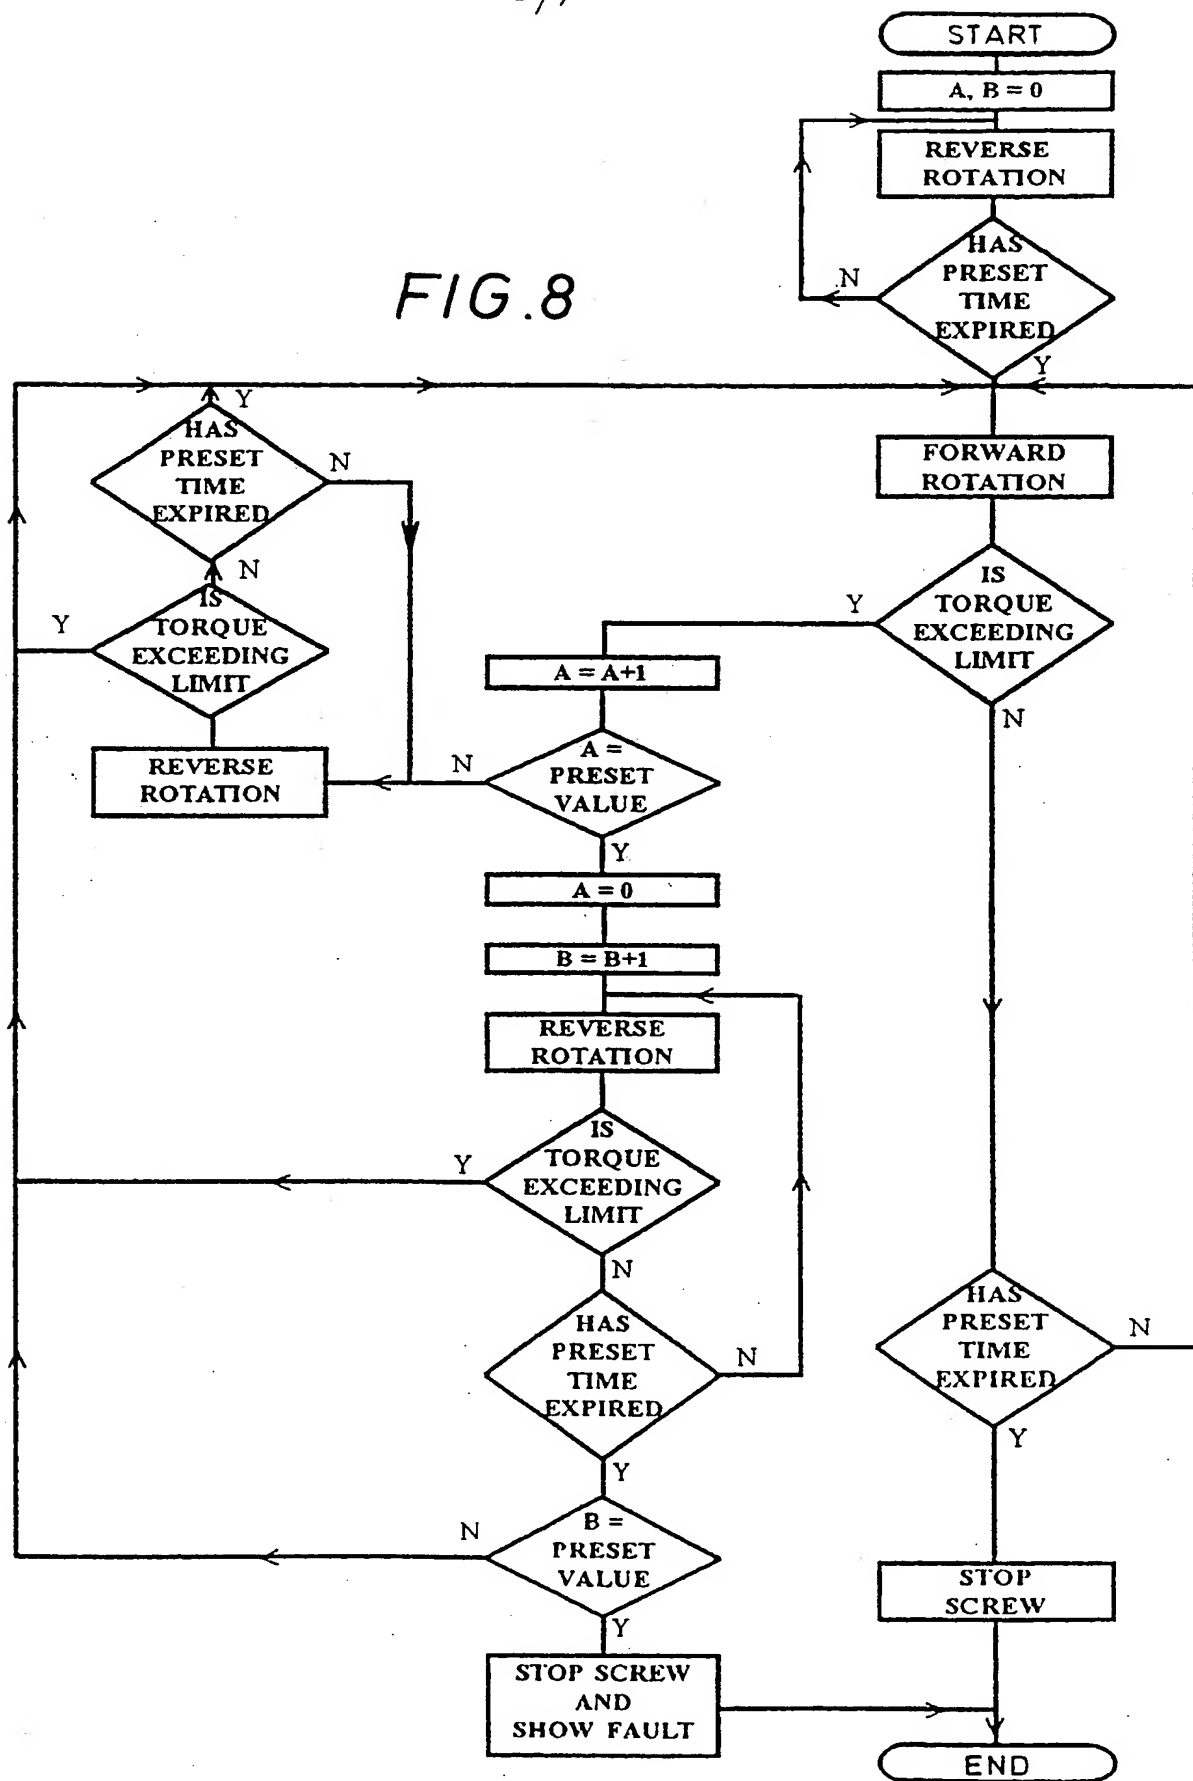 START
A, B = 0
REVERSE
ROTATION
HAS
PRESET
TIME
EXPIRED
N
Y
FIG.8
FORWARD
ROTATION
IS
TORQUE
EXCEEDING
LIMIT
Y
N
HAS
PRESET
TIME
EXPIRED
Y
N
IS
TORQUE
EXCEEDING
LIMIT
Y
N
REVERSE
ROTATION
A = A+1
A =
PRESET
VALUE
N
Y
A = 0
B = B+1
REVERSE
ROTATION
IS
TORQUE
EXCEEDING
LIMIT
Y
N
HAS
PRESET
TIME
EXPIRED
N
Y
B =
PRESET
VALUE
N
Y
STOP SCREW
AND
SHOW FAULT
HAS
PRESET
TIME
EXPIRED
N
Y
STOP
SCREW
END